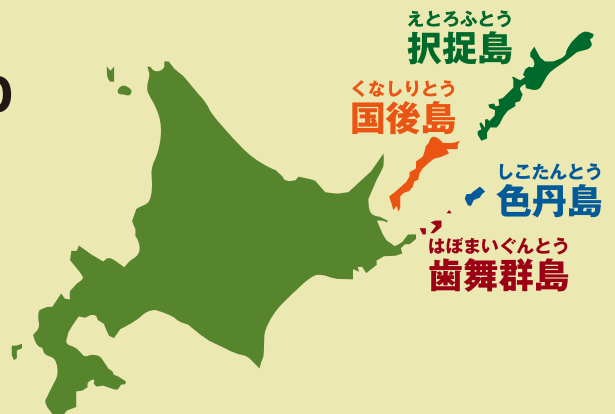 えとろふとう
択捉島
くなしりとう
国後島
しこたんとう
色丹島
はぼまいぐんとう
歯舞群島